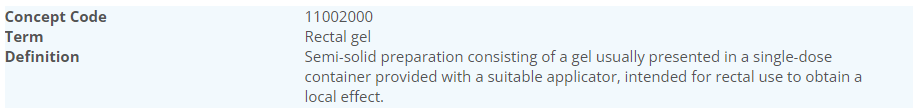 Concept Code 11002000
Term Rectal gel
Definition Semi-solid preparation consisting of a gel usually presented in a single-dose
container provided with a suitable applicator, intended for rectal use to obtain a
local effect.